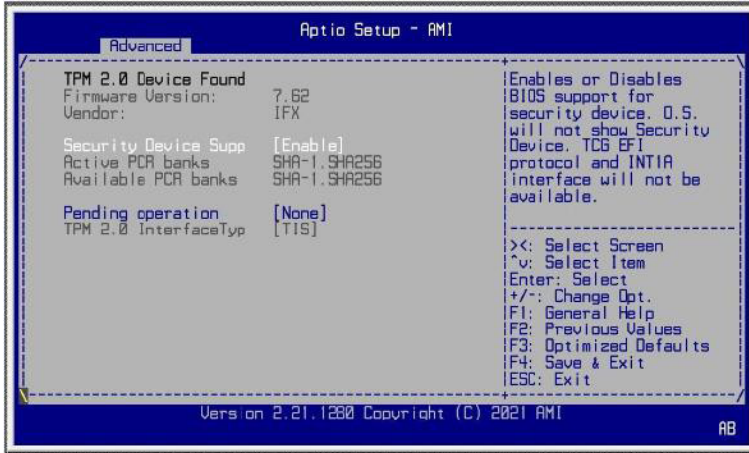 Aptio Setup - AMI
Advanced
TPM 2.0 Device Found
Firmware Version: 7.62
Vendor: IFX
Security Device Supp [Enable]
Active PCR banks SHA-1.SHA256
Available PCR banks SHA-1.SHA256
Pending operation [None]
TPM 2.0 InterfaceTyp [TIS]
Enables or Disables
BIOS support for
security device. O.S.
will not show Security
Device. TCG EFI
protocol and INT1A
interface will not be
available.
><: Select Screen
^v: Select Item
Enter: Select
+/-: Change Opt.
F1: General Help
F2: Previous Values
F3: Optimized Defaults
F4: Save & Exit
ESC: Exit
Version 2.21.1280 Copyright (C) 2021 AMI
AB